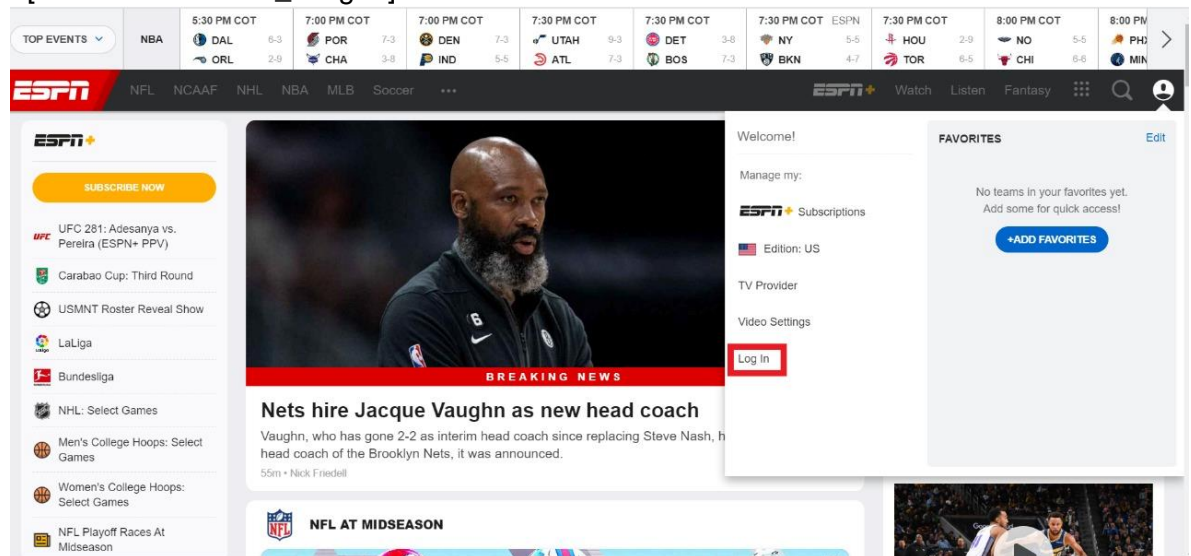 5:30 PM COT 7:00 PM COT 7:00 PM COT 7:30 PM COT 7:30 PM COT 7:30 PM COT ESPN 7:30 PM COT 8:00 PM COT 8:00 PM
TOP EVENTS NBA DAL 6-3 POR 7-3 DEN 7-3 UTAH 9-3 DET 3-8 NY 5-5 HOU 2-9 NO 5-5 PHX
ORL 2-9 CHA 3-8 IND 5-5 ATL 7-3 BOS 7-3 BKN 4-7 TOR 6-5 CHI 6-6 MIN
ESPN NFL NCAAF NHL NBA MLB Soccer ••• ESPN+ Watch Listen Fantasy
ESPN+
SUBSCRIBE NOW
UFC UFC 281: Adesanya vs.
Pereira (ESPN+ PPV)
Carabao Cup: Third Round
USMNT Roster Reveal Show
LaLiga
Bundesliga
NHL: Select Games
Men's College Hoops: Select
Games
Women's College Hoops:
Select Games
NFL Playoff Races At
Midseason
BREAKING NEWS
Nets hire Jacque Vaughn as new head coach
Vaughn, who has gone 2-2 as interim head coach since replacing Steve Nash, h
head coach of the Brooklyn Nets, it was announced.
55m • Nick Friedell
NFL NFL AT MIDSEASON
Welcome!
Manage my:
ESPN+ Subscriptions
Edition: US
TV Provider
Video Settings
Log In
FAVORITES Edit
No teams in your favorites yet.
Add some for quick access!
+ADD FAVORITES